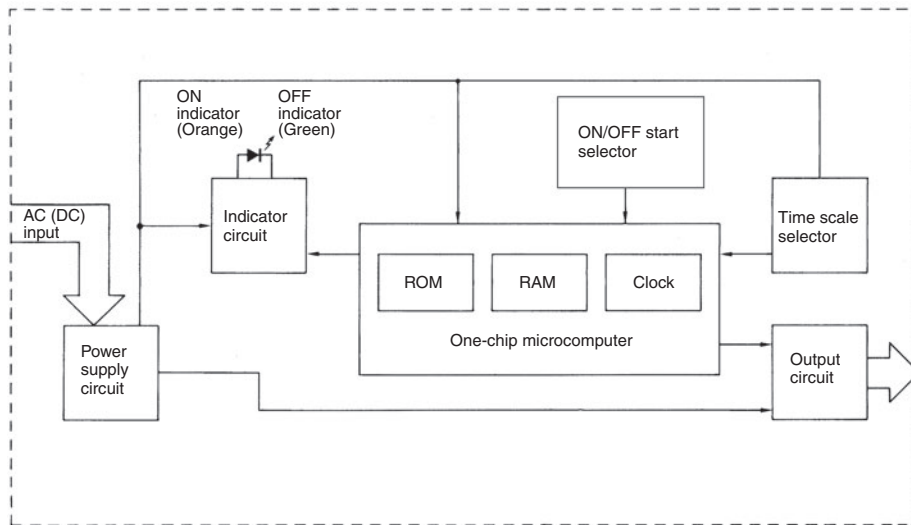 ON
indicator
(Orange)
OFF
indicator
(Green)
ON/OFF start
selector
AC (DC)
input
Indicator
circuit
Time scale
selector
ROM
RAM
Clock
One-chip microcomputer
Power
supply
circuit
Output
circuit